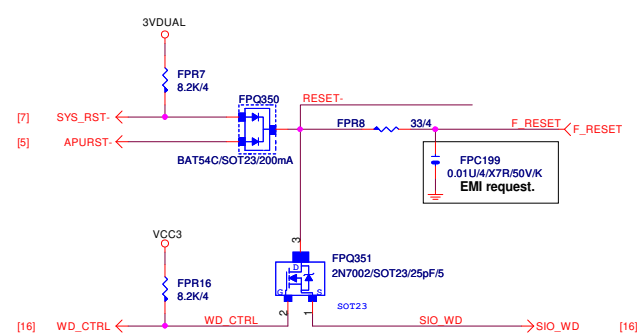 3VDUAL
FPR7
8.2K/4
FPQ350
RESET-
[7] SYS_RST-
FPR8 33/4
F_RESET
F_RESET
[5] APURST-
BAT54C/SOT23/200mA
FPC199
0.01U/4/X7R/50V/K
EMI request.
VCC3
3
FPQ351
D
2N7002/SOT23/25pF/5
FPR16
8.2K/4
G S
2 1
SOT23
[16] WD_CTRL
WD_CTRL
SIO_WD
SIO_WD [16]